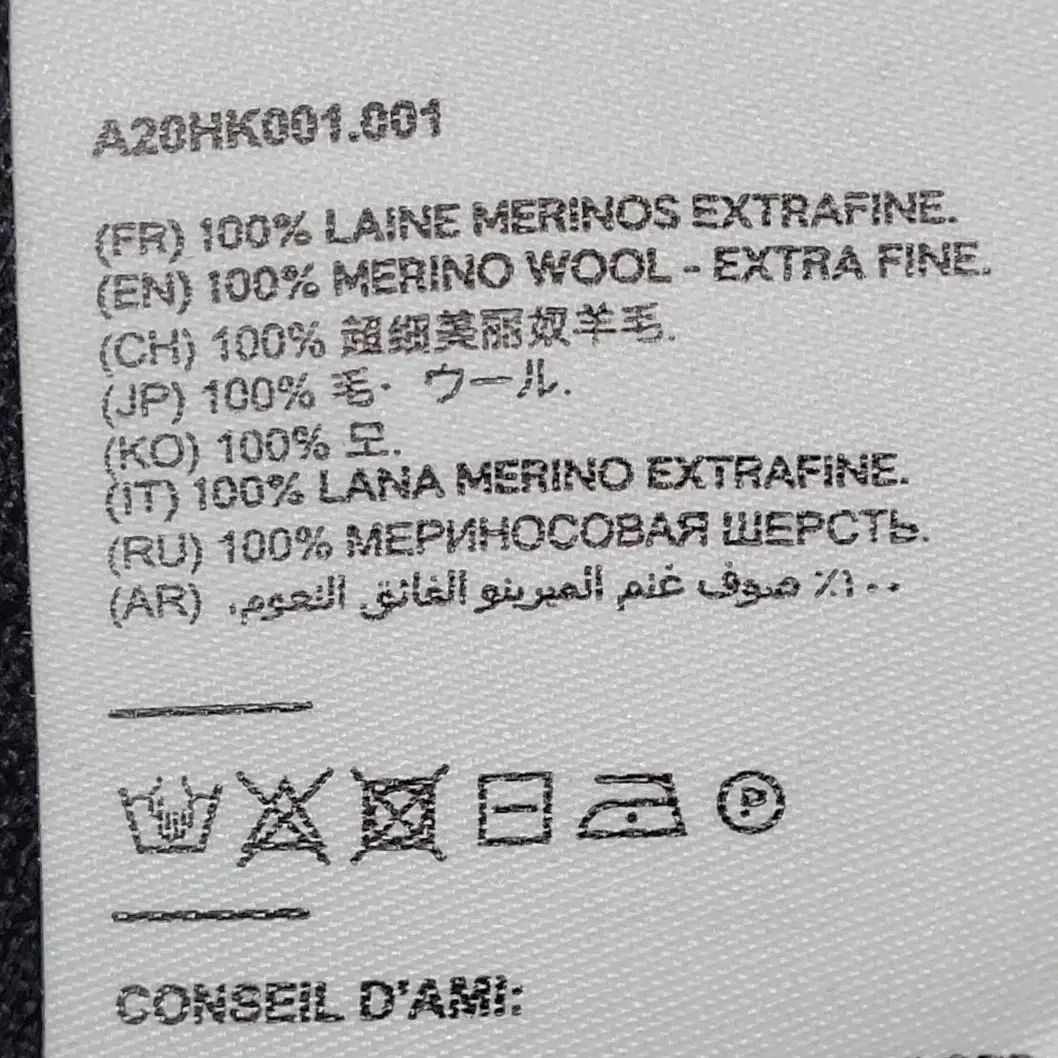 A20HK001.001
(FR) 100% LAINE MERINOS EXTRAFINE.
(EN) 100% MERINO WOOL - EXTRA FINE.
(CH) 100% 超细美丽奴羊毛.
(JP) 100% 毛· ウール.
(KO) 100% 모.
(IT) 100% LANA MERINO EXTRAFINE.
(RU) 100% МЕРИНОСОВАЯ ШЕРСТЬ.
(AR) ١٠٠٪ صوف غنم الميرينو الفائق النعوم.
P
CONSEIL D'AMI: